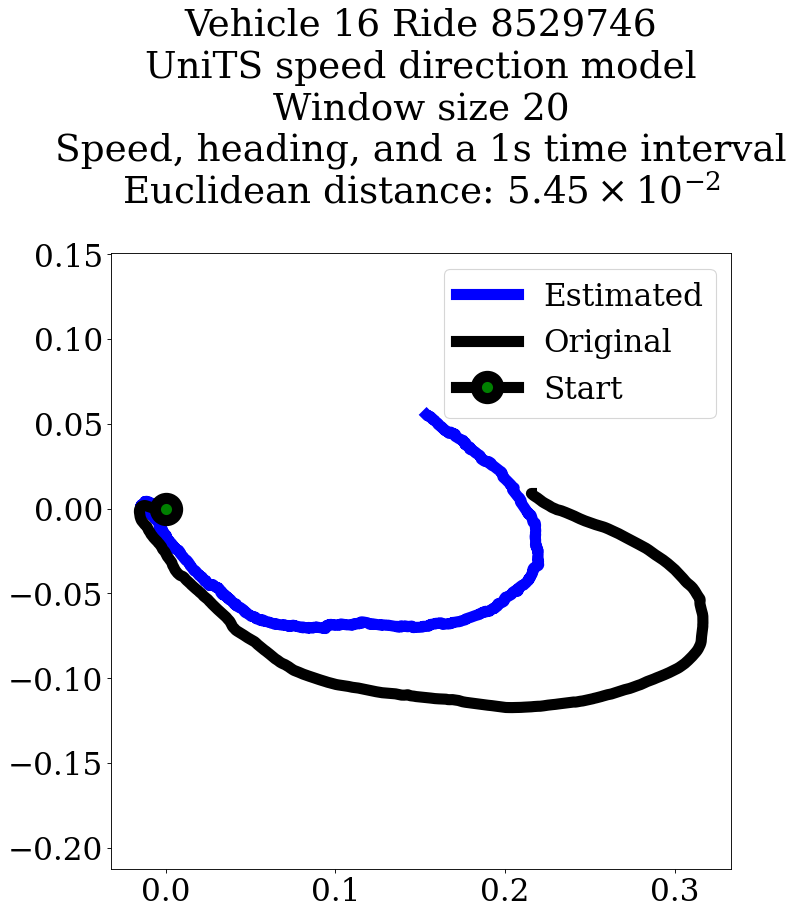 Vehicle 16 Ride 8529746
UniTS speed direction model
Window size 20
Speed, heading, and a 1s time interval
Euclidean distance: 5.45 × 10⁻²
0.15
0.10
0.05
0.00
−0.05
−0.10
−0.15
−0.20
Estimated
Original
Start
0.0 0.1 0.2 0.3